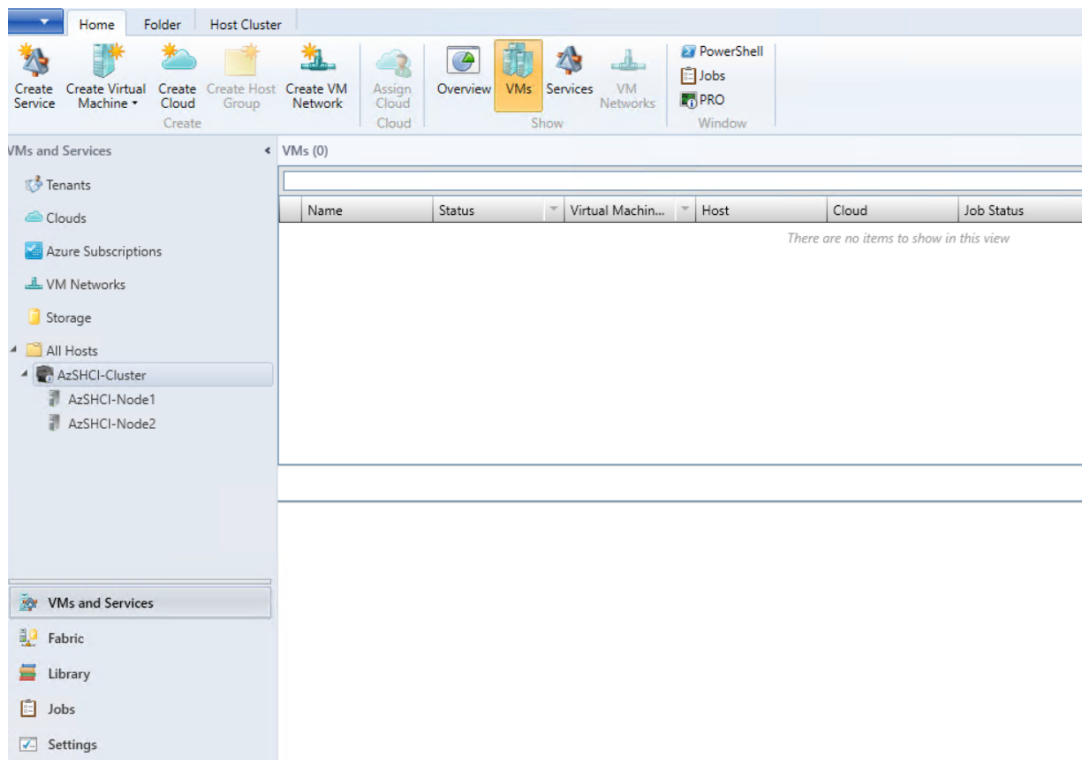 Home Folder Host Cluster
Create Service
Create Virtual Machine
Create Cloud
Create Host Group
Create VM Network
Create
Assign Cloud
Cloud
Overview
VMs
Services
VM Networks
Show
PowerShell
Jobs
PRO
Window
VMs and Services
Tenants
Clouds
Azure Subscriptions
VM Networks
Storage
All Hosts
AzSHCI-Cluster
AzSHCI-Node1
AzSHCI-Node2
VMs and Services
Fabric
Library
Jobs
Settings
VMs (0)
Name Status Virtual Machin... Host Cloud Job Status
There are no items to show in this view